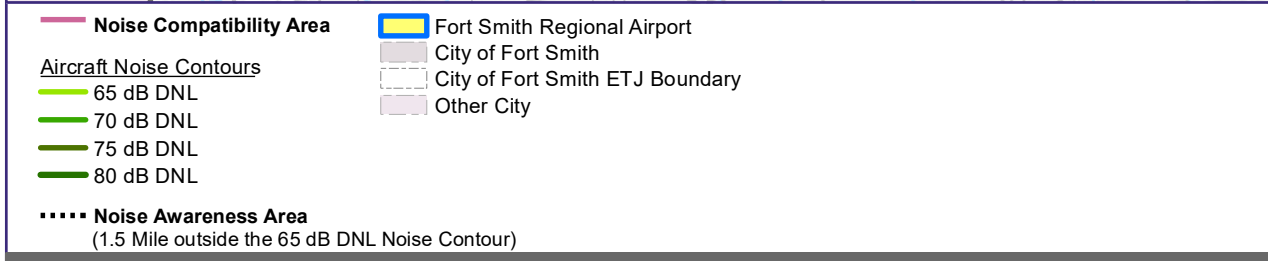 Noise Compatibility Area
Aircraft Noise Contours
65 dB DNL
70 dB DNL
75 dB DNL
80 dB DNL
Noise Awareness Area
(1.5 Mile outside the 65 dB DNL Noise Contour)
Fort Smith Regional Airport
City of Fort Smith
City of Fort Smith ETJ Boundary
Other City